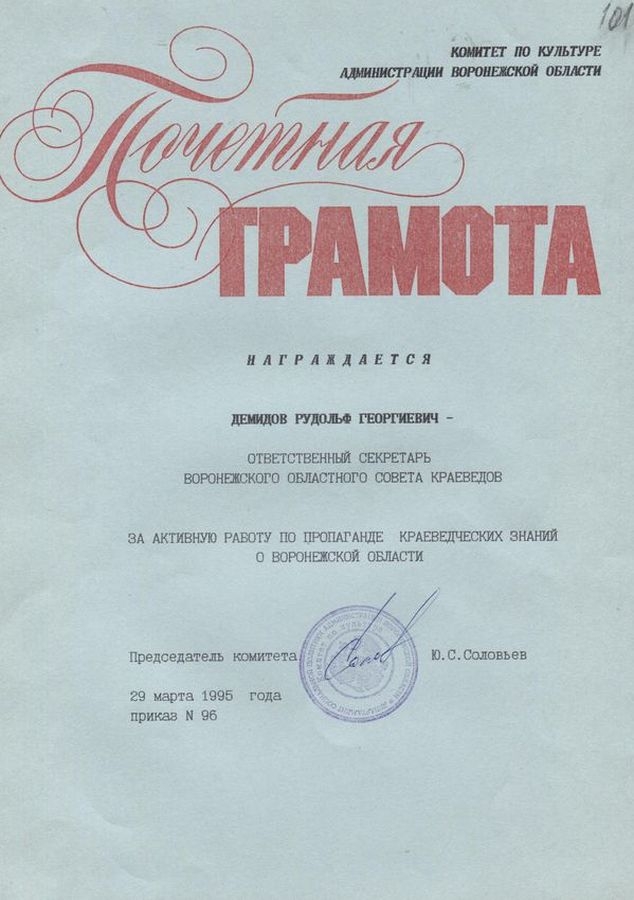 101
КОМИТЕТ ПО КУЛЬТУРЕ
АДМИНИСТРАЦИИ ВОРОНЕЖСКОЙ ОБЛАСТИ
Почетная
ГРАМОТА
НАГРАЖДАЕТСЯ
ДЕМИДОВ РУДОЛЬФ ГЕОРГИЕВИЧ -
ОТВЕТСТВЕННЫЙ СЕКРЕТАРЬ
ВОРОНЕЖСКОГО ОБЛАСТНОГО СОВЕТА КРАЕВЕДОВ
ЗА АКТИВНУЮ РАБОТУ ПО ПРОПАГАНДЕ КРАЕВЕДЧЕСКИХ ЗНАНИЙ
О ВОРОНЕЖСКОЙ ОБЛАСТИ
Председатель комитета Ю.С.Соловьев
29 марта 1995 года
приказ N 96